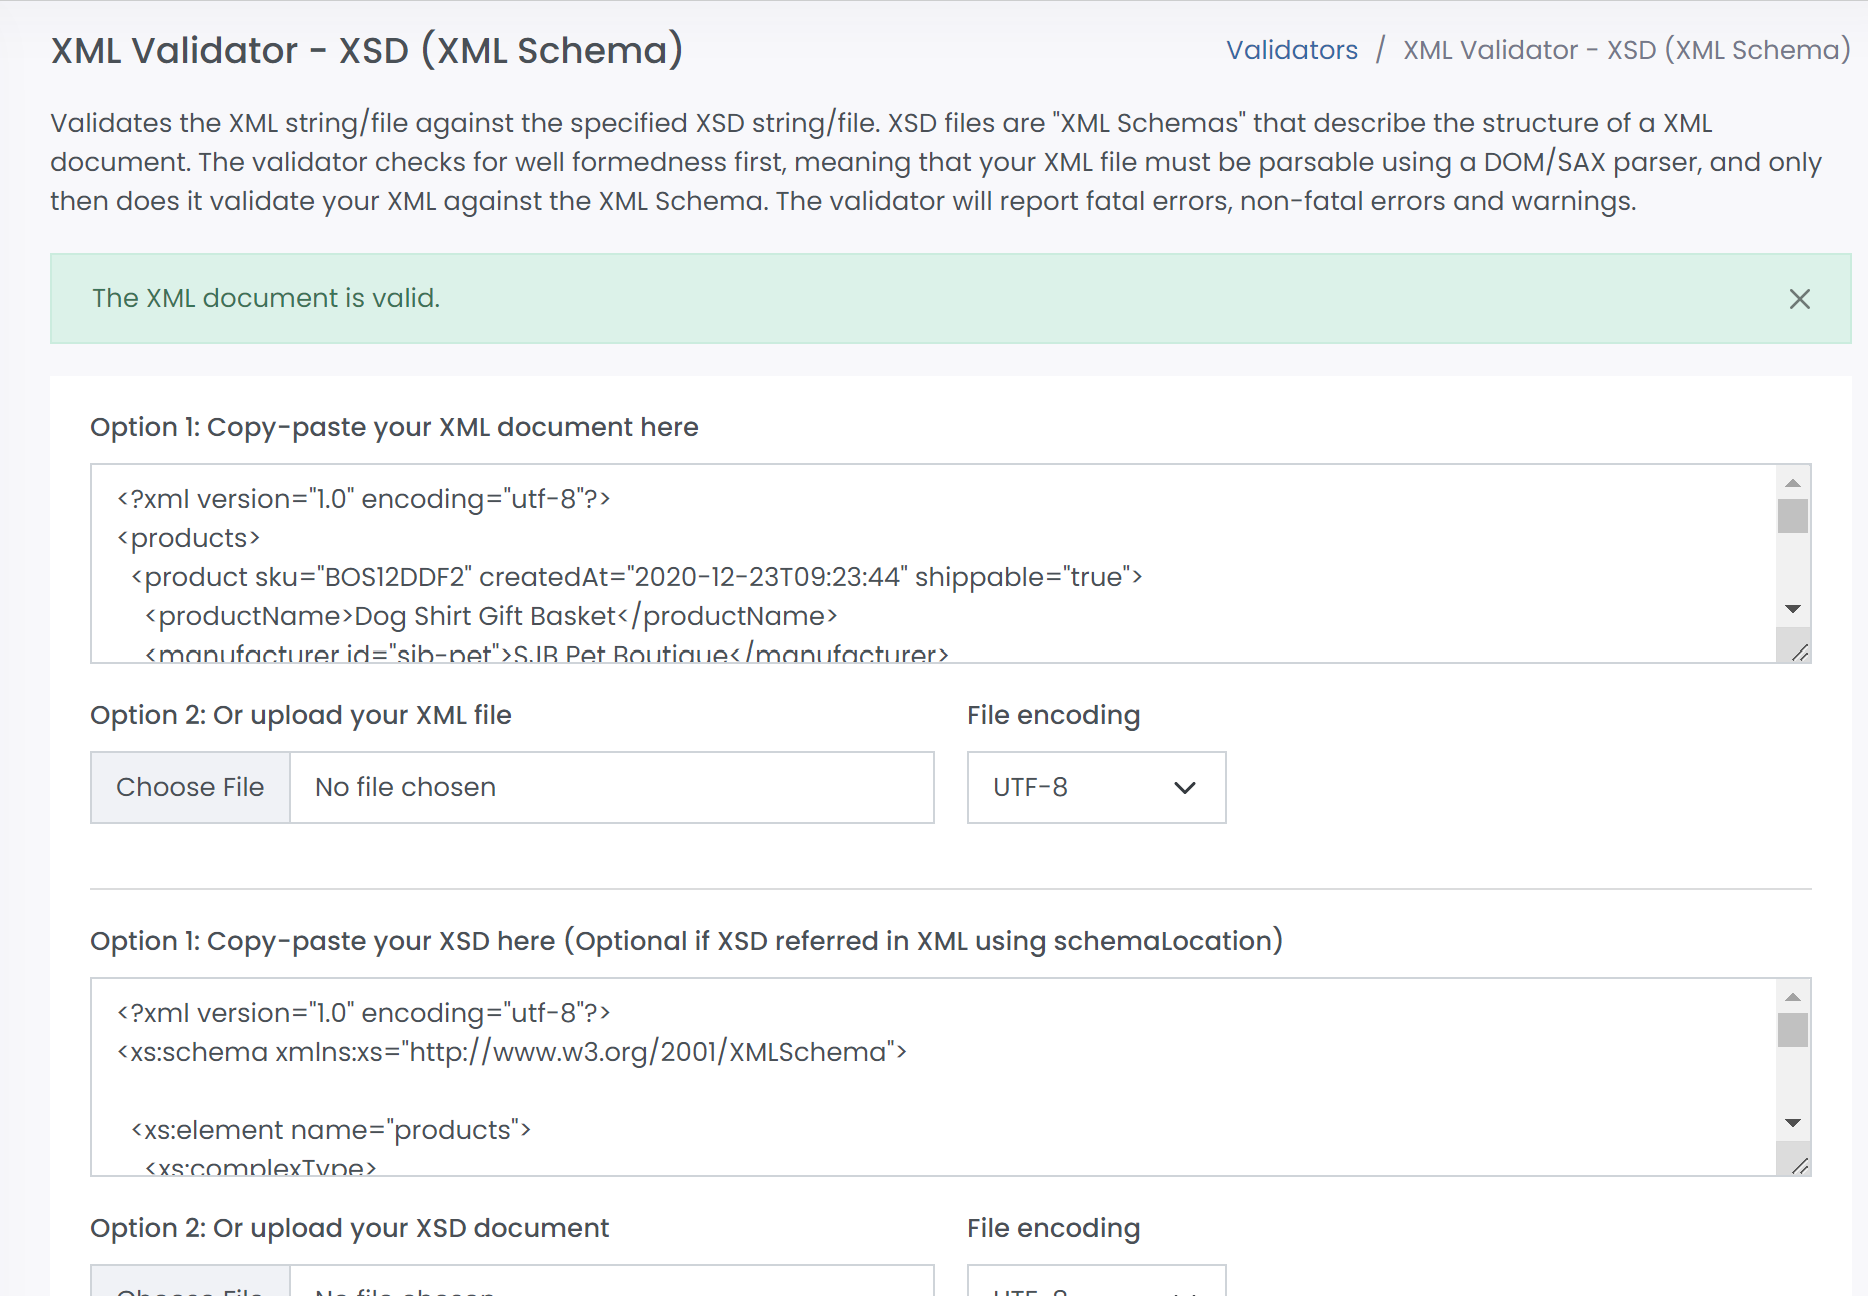 XML Validator - XSD (XML Schema)
Validators / XML Validator - XSD (XML Schema)
Validates the XML string/file against the specified XSD string/file. XSD files are "XML Schemas" that describe the structure of a XML
document. The validator checks for well formedness first, meaning that your XML file must be parsable using a DOM/SAX parser, and only
then does it validate your XML against the XML Schema. The validator will report fatal errors, non-fatal errors and warnings.
The XML document is valid.
Option 1: Copy-paste your XML document here
<?xml version="1.0" encoding="utf-8"?>
<products>
<product sku="BOS12DDF2" createdAt="2020-12-23T09:23:44" shippable="true">
<productName>Dog Shirt Gift Basket</productName>
<manufacturer id="sjb-pet">SJB Pet Boutique</manufacturer>
Option 2: Or upload your XML file
File encoding
Choose File No file chosen
UTF-8
Option 1: Copy-paste your XSD here (Optional if XSD referred in XML using schemaLocation)
<?xml version="1.0" encoding="utf-8"?>
<xs:schema xmlns:xs="http://www.w3.org/2001/XMLSchema">
<xs:element name="products">
<xs:complexType>
Option 2: Or upload your XSD document
File encoding
Choose File No file chosen
UTF-8